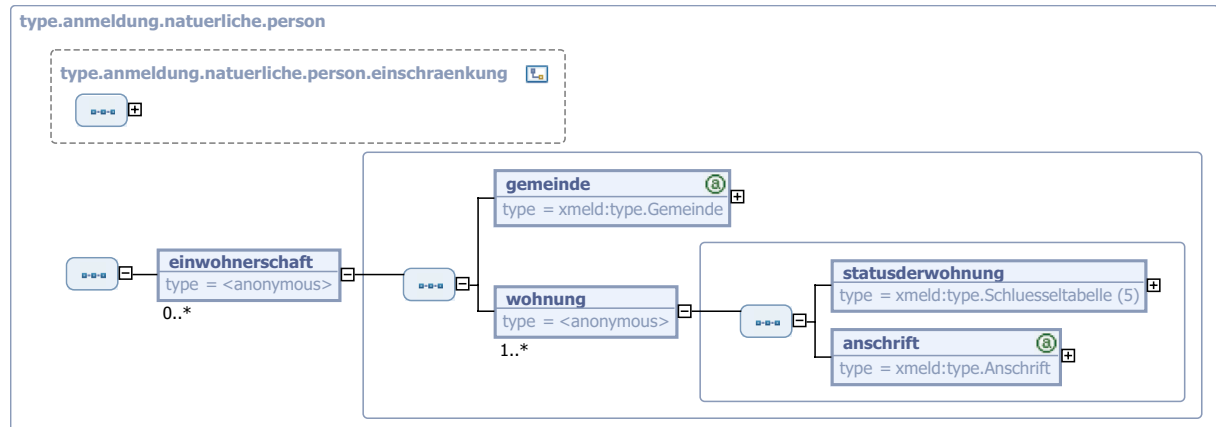 type.anmeldung.natuerliche.person
type.anmeldung.natuerliche.person.einschraenkung
gemeinde
type = xmeld:type.Gemeinde
einwohnerschaft
type = <anonymous>
0..*
wohnung
type = <anonymous>
1..*
statusderwohnung
type = xmeld:type.Schluesseltabelle (5)
anschrift
type = xmeld:type.Anschrift